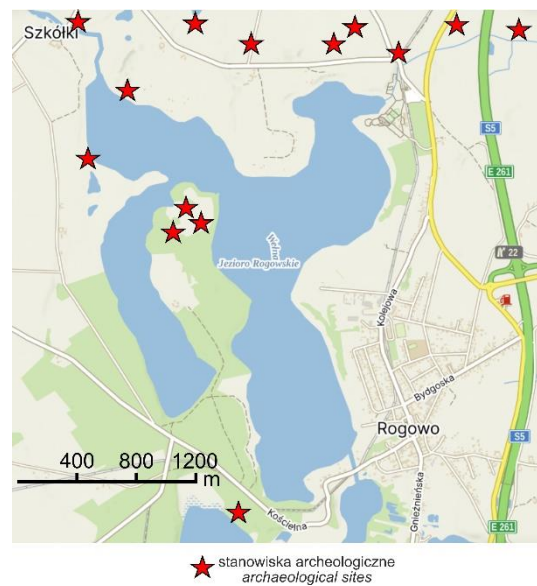 Szkółki
S5
E 261
22
Wełna
Jezioro Rogowskie
Kolejowa
Bydgoska
Rogowo
S5
400 800 1200
m
Kościelna
Gnieźnieńska
E 261
stanowiska archeologiczne
archaeological sites